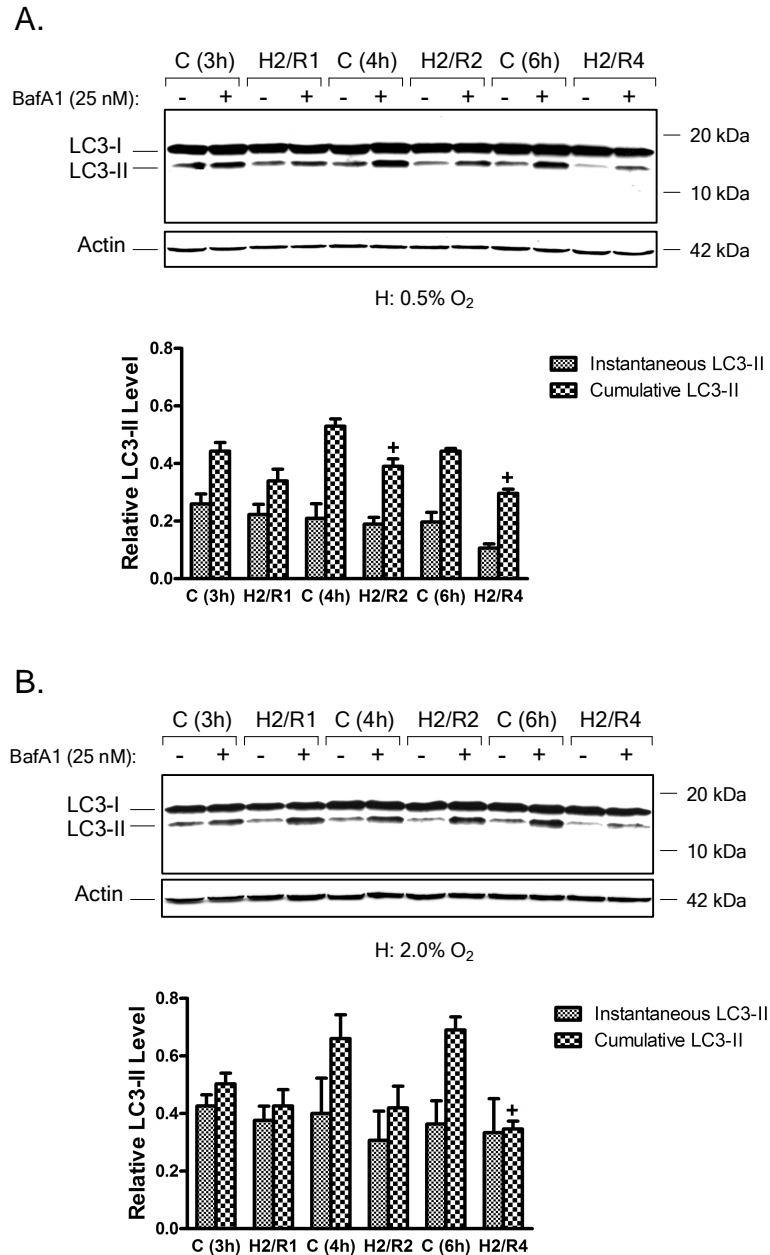 A.
C (3h) H2/R1 C (4h) H2/R2 C (6h) H2/R4
BafA1 (25 nM): - + - + - + - + - + - +
LC3-I
LC3-II
20 kDa
10 kDa
Actin
42 kDa
H: 0.5% O₂
Relative LC3-II Level
0.8
0.6
0.4
0.2
0.0
+
+
C (3h) H2/R1 C (4h) H2/R2 C (6h) H2/R4
Instantaneous LC3-II
Cumulative LC3-II
B.
C (3h) H2/R1 C (4h) H2/R2 C (6h) H2/R4
BafA1 (25 nM): - + - + - + - + - + - +
LC3-I
LC3-II
20 kDa
10 kDa
Actin
42 kDa
H: 2.0% O₂
Relative LC3-II Level
0.8
0.6
0.4
0.2
0.0
+
C (3h) H2/R1 C (4h) H2/R2 C (6h) H2/R4
Instantaneous LC3-II
Cumulative LC3-II